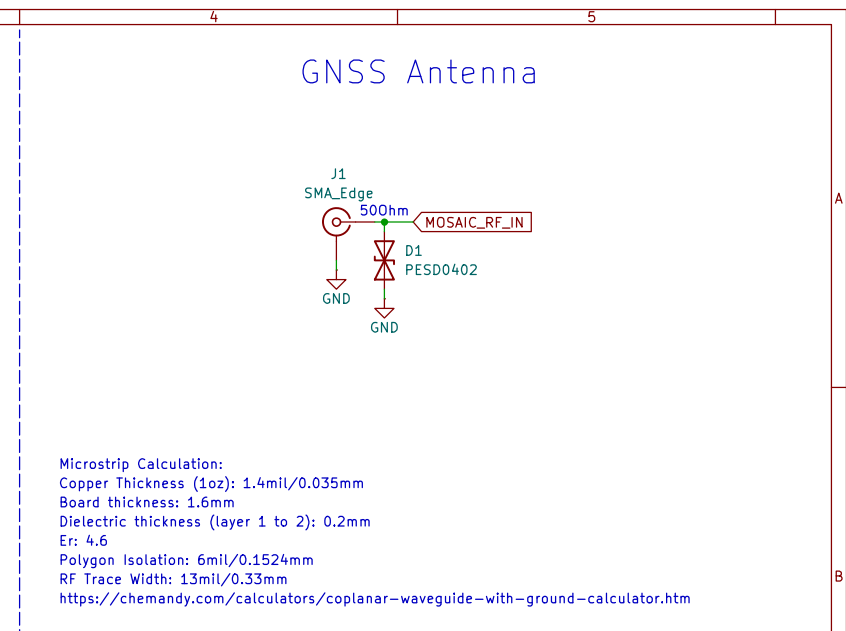 4 5
GNSS Antenna
A
J1
SMA_Edge
50Ohm
MOSAIC_RF_IN
D1
PESD0402
GND
GND
Microstrip Calculation:
Copper Thickness (1oz): 1.4mil/0.035mm
Board thickness: 1.6mm
Dielectric thickness (layer 1 to 2): 0.2mm
Er: 4.6
Polygon Isolation: 6mil/0.1524mm
B
RF Trace Width: 13mil/0.33mm
https://chemandy.com/calculators/coplanar-waveguide-with-ground-calculator.htm